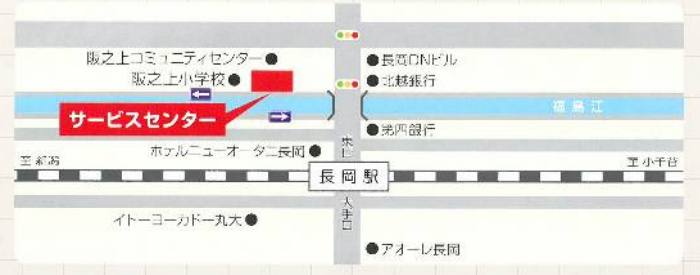 阪之上コミュニティセンター
長岡DNビル
阪之上小学校
北越銀行
福島江
サービスセンター
第四銀行
東口
ホテルニューオータニ長岡
至 新潟
至 小千谷
長岡駅
大手口
イトーヨーカドー丸大
アオーレ長岡